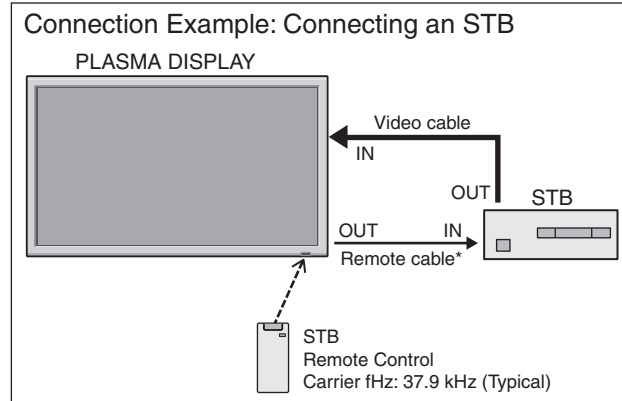 Connection Example: Connecting an STB
PLASMA DISPLAY
Video cable
IN
OUT
STB
OUT
IN
Remote cable*
STB
Remote Control
Carrier fHz: 37.9 kHz (Typical)